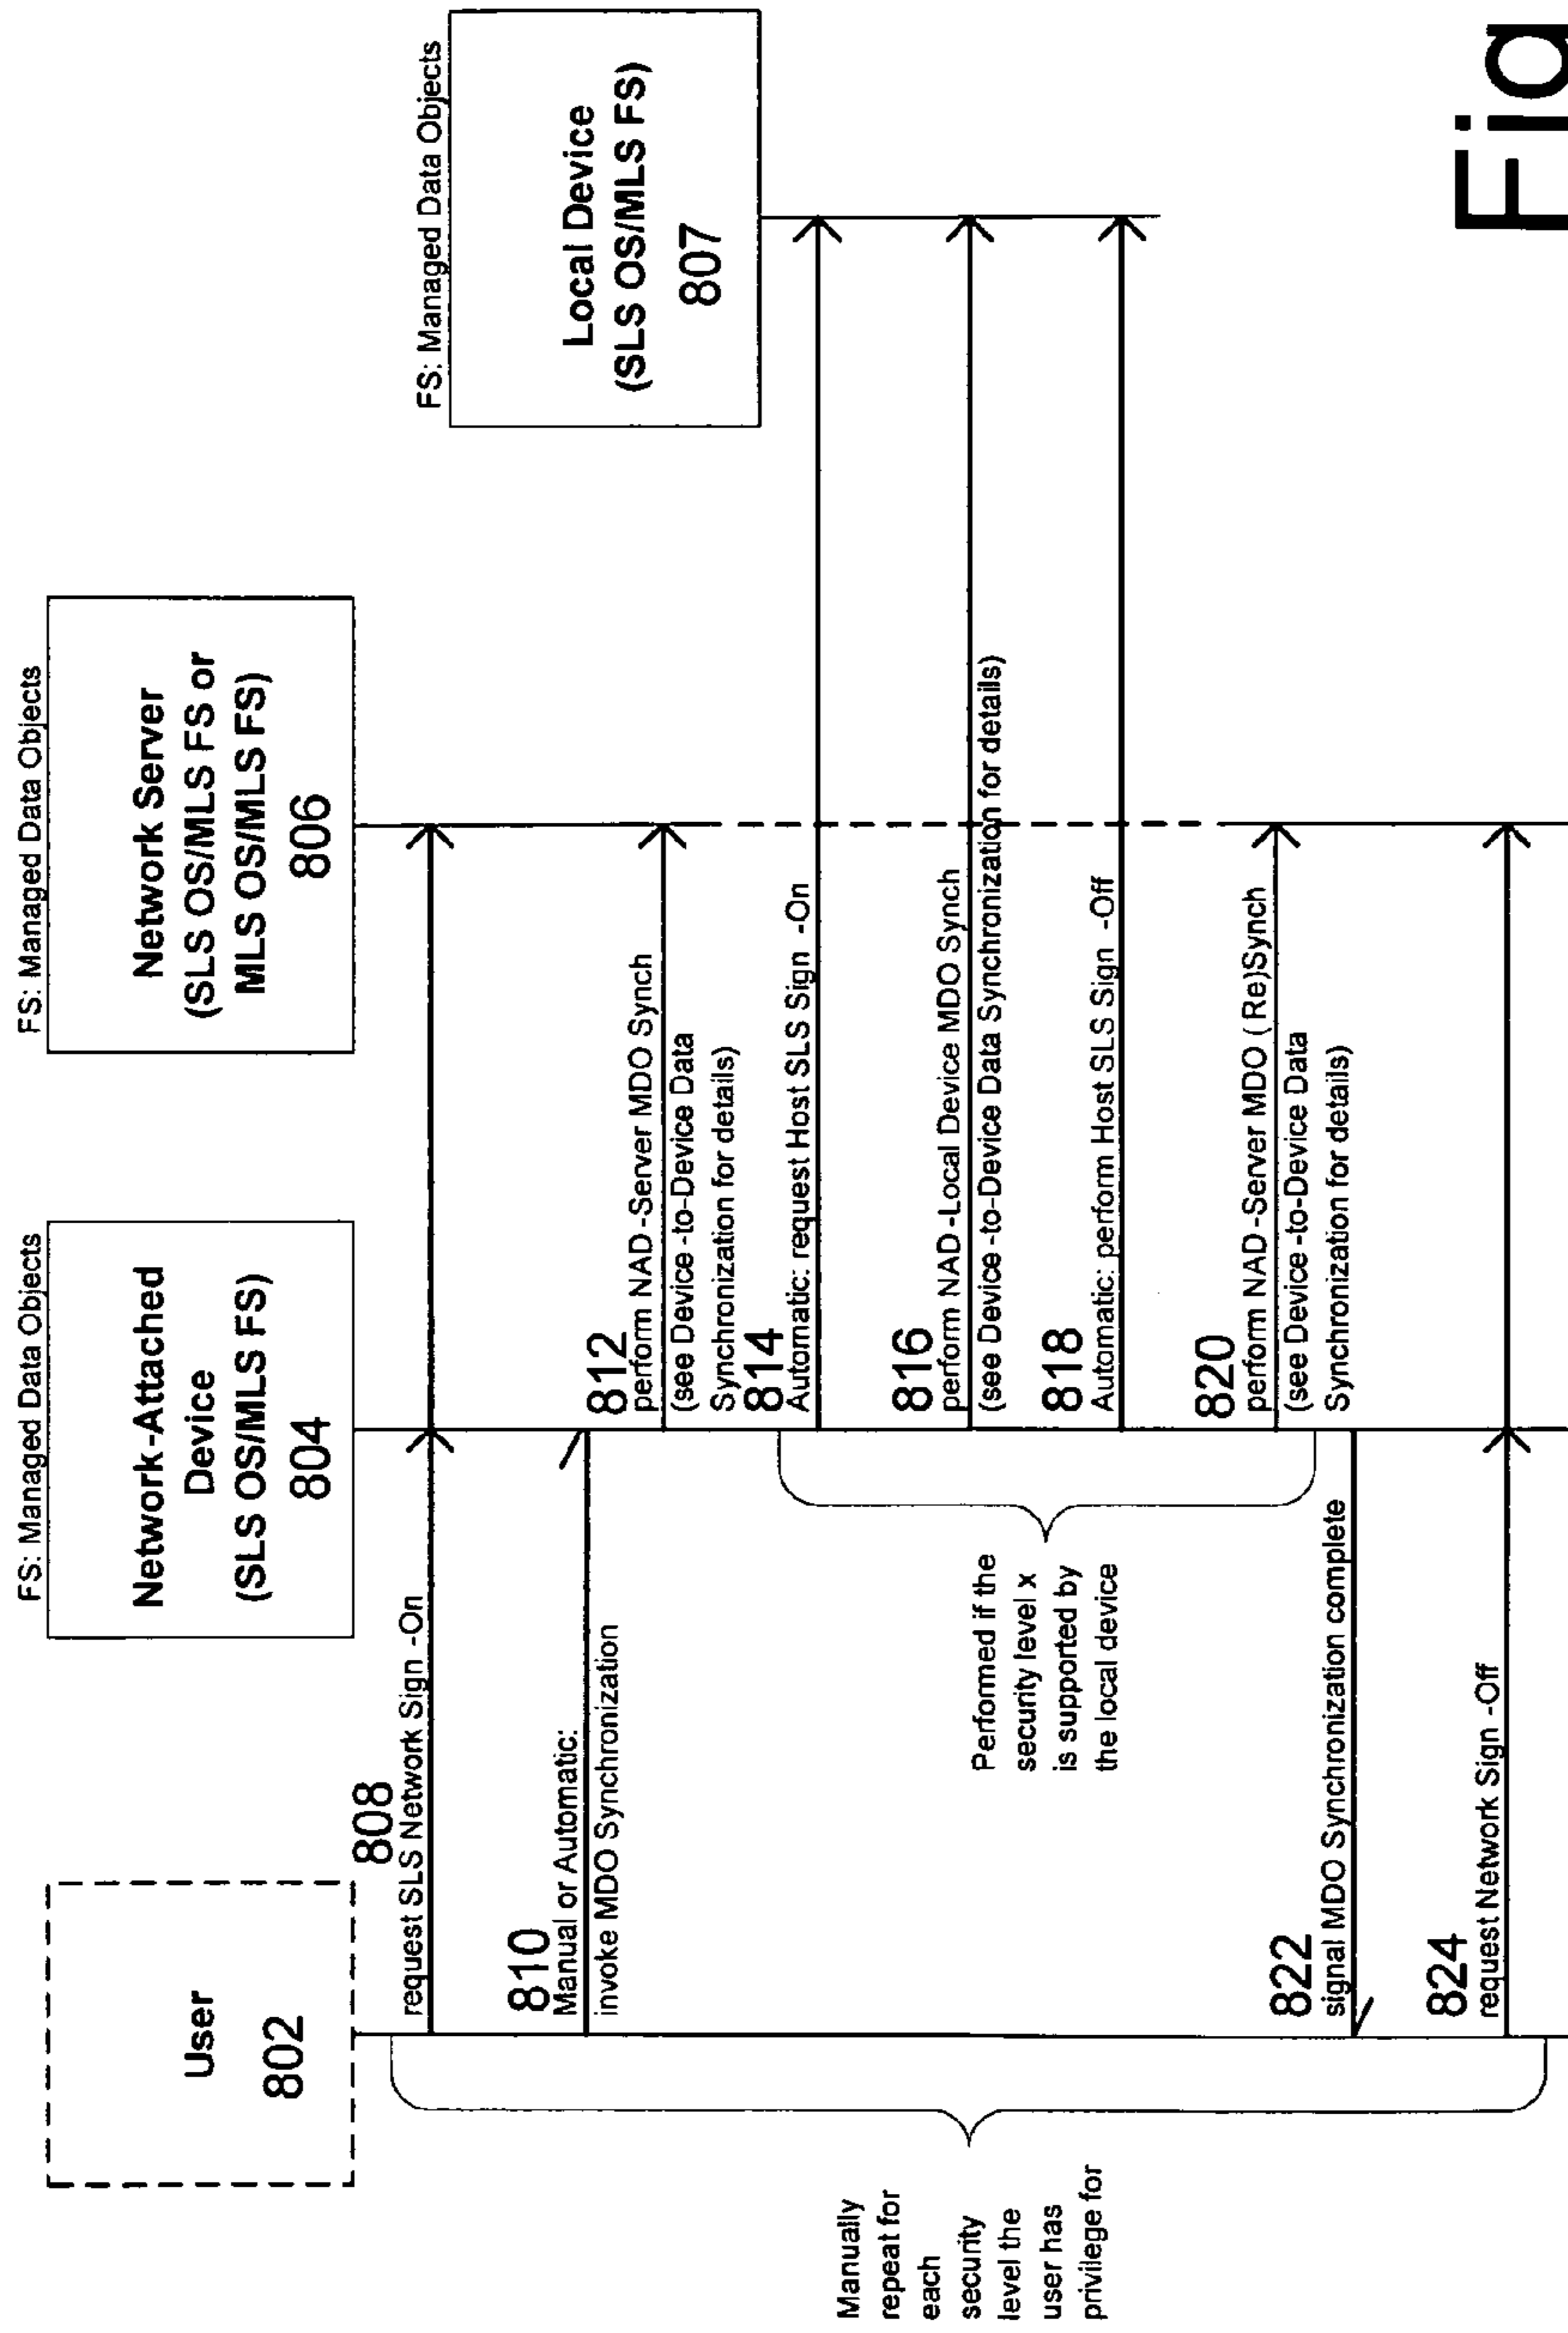 FS: Managed Data Objects
FS: Managed Data Objects
FS: Managed Data Objects
User
802
Network-Attached
Device
(SLS OS/MLS FS)
804
Network Server
(SLS OS/MLS FS or
MLS OS/MLS FS)
806
Local Device
(SLS OS/MLS FS)
807
808
request SLS Network Sign -On
810
Manual or Automatic:
invoke MDO Synchronization
812
perform NAD-Server MDO Synch
(see Device -to-Device Data
Synchronization for details)
814
Automatic: request Host SLS Sign -On
816
perform NAD-Local Device MDO Synch
(see Device -to-Device Data Synchronization for details)
818
Automatic: perform Host SLS Sign -Off
820
perform NAD-Server MDO ( Re)Synch
(see Device -to-Device Data
Synchronization for details)
Performed if the
security level x
is supported by
the local device
822
signal MDO Synchronization complete
824
request Network Sign -Off
Manually
repeat for
each
security
level the
user has
privilege for
Fig